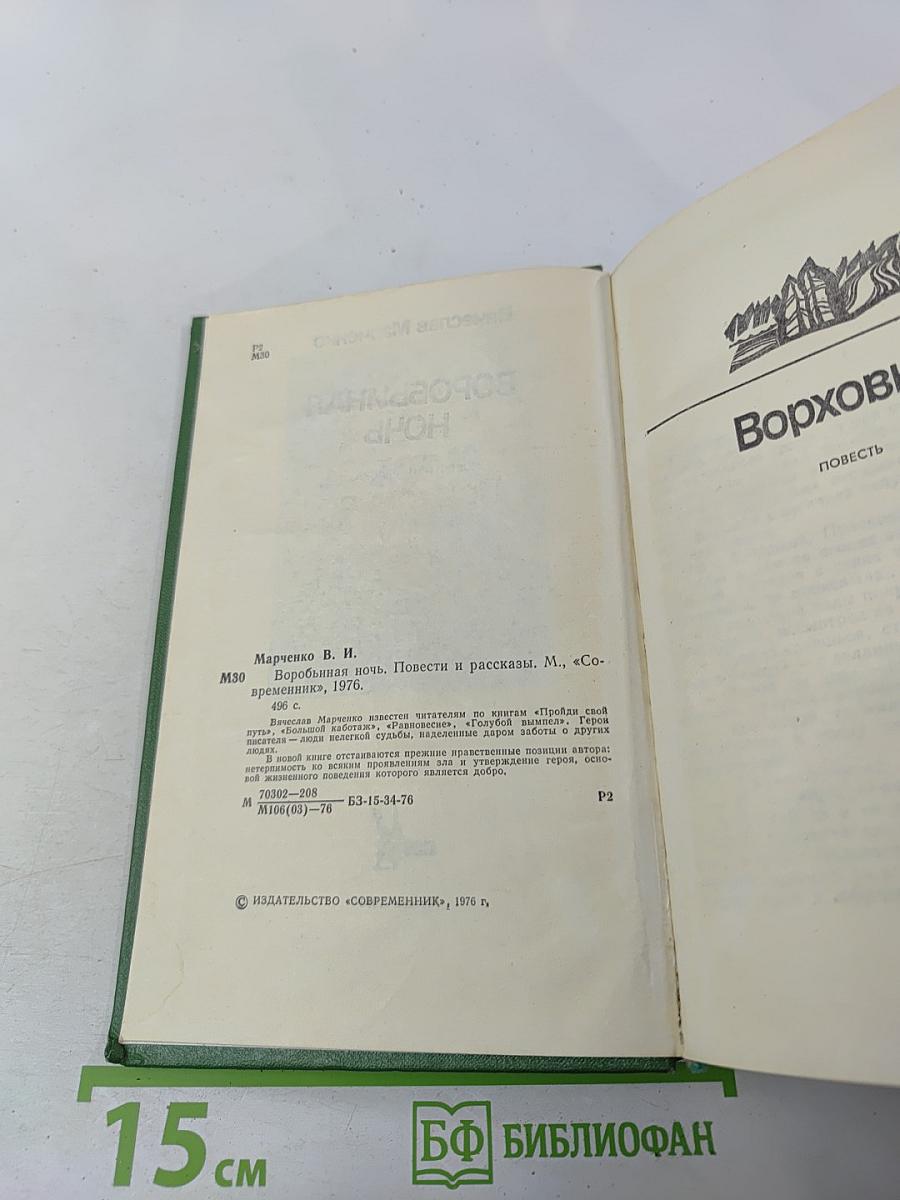 Р2
М30
Марченко В. И.
М30 Воробьиная ночь. Повести и рассказы. М., «Со-
временник», 1976.
496 с.
Вячеслав Марченко известен читателям по книгам «Пройди свой
путь», «Большой каботаж», «Равновесие», «Голубой вымпел». Герои
писателя — люди нелегкой судьбы, наделенные даром заботы о других
людях.
В новой книге отстаиваются прежние нравственные позиции автора:
нетерпимость ко всяким проявлениям зла и утверждение героя, осно-
вой жизненного поведения которого является добро.
М 70302—208
М106(03)—76 БЗ-15-34-76 Р2
© ИЗДАТЕЛЬСТВО «СОВРЕМЕННИК», 1976 г.
Ворховы
ПОВЕСТЬ
15 см
БФ БИБЛИОФАН